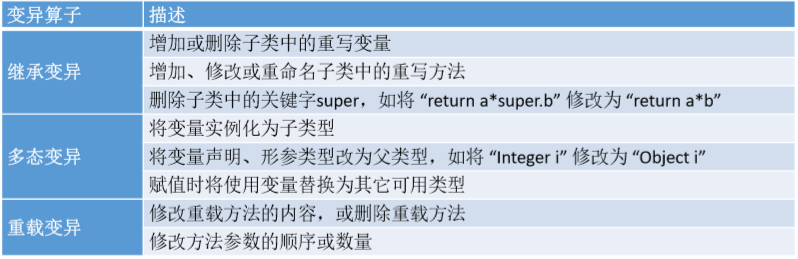 变异算子 描述
继承变异 增加或删除子类中的重写变量
增加、修改或重命名子类中的重写方法
删除子类中的关键字super，如将 “return a*super.b” 修改为 “return a*b”
多态变异 将变量实例化为子类型
将变量声明、形参类型改为父类型，如将 “Integer i” 修改为 “Object i”
赋值时将使用变量替换为其它可用类型
重载变异 修改重载方法的内容，或删除重载方法
修改方法参数的顺序或数量